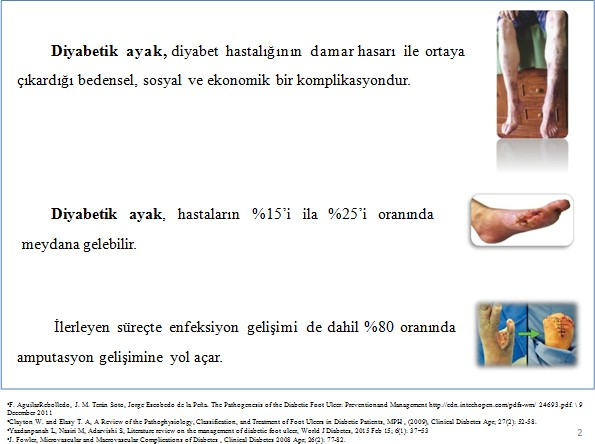 Diyabetik ayak, diyabet hastalığının damar hasarı ile ortaya
çıkardığı bedensel, sosyal ve ekonomik bir komplikasyondur.
Diyabetik ayak, hastaların %15’i ila %25’i oranında
meydana gelebilir.
İlerleyen süreçte enfeksiyon gelişimi de dahil %80 oranında
amputasyon gelişimine yol açar.
*F. AguilarRebolledo, J. M. Terán Soto, Jorge Escobedo de la Peña. The Pathogenesis of the Diabetic Foot Ulcer: Preventionand Management http://cdn.intechopen.com/pdfs-wm/ 24693.pdf. \ 9
December 2011
*Clayton W. and Elasy T. A, A Review of the Pathophysiology, Classification, and Treatment of Foot Ulcers in Diabetic Patients, MPH , (2009), Clinical Diabetes Apr; 27(2): 52-58.
*Yazdanpanah L, Nasiri M, Adarvishi S, Literature review on the management of diabetic foot ulcer, World J Diabetes, 2015 Feb 15; 6(1): 37–53
*J. Fowler, Microvascular and Macrovascular Complications of Diabetes , Clinical Diabetes 2008 Apr; 26(2): 77-82.
2